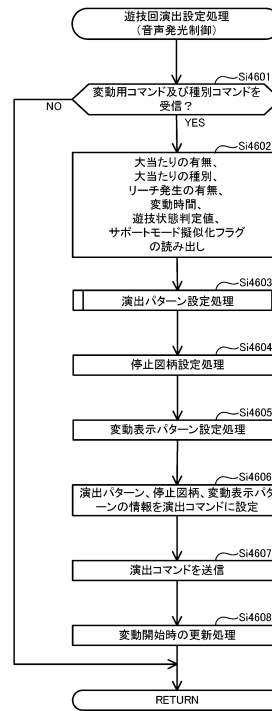 遊技回演出設定処理
（音声発光制御）
Si4601
変動用コマンド及び種別コマンドを
受信？
NO
YES
Si4602
大当たりの有無、
大当たりの種別、
リーチ発生の有無、
変動時間、
遊技状態判定値、
サポートモード擬似化フラグ
の読み出し
Si4603
演出パターン設定処理
Si4604
停止図柄設定処理
Si4605
変動表示パターン設定処理
Si4606
演出パターン、停止図柄、変動表示パタ
ーンの情報を演出コマンドに設定
Si4607
演出コマンドを送信
Si4608
変動開始時の更新処理
RETURN